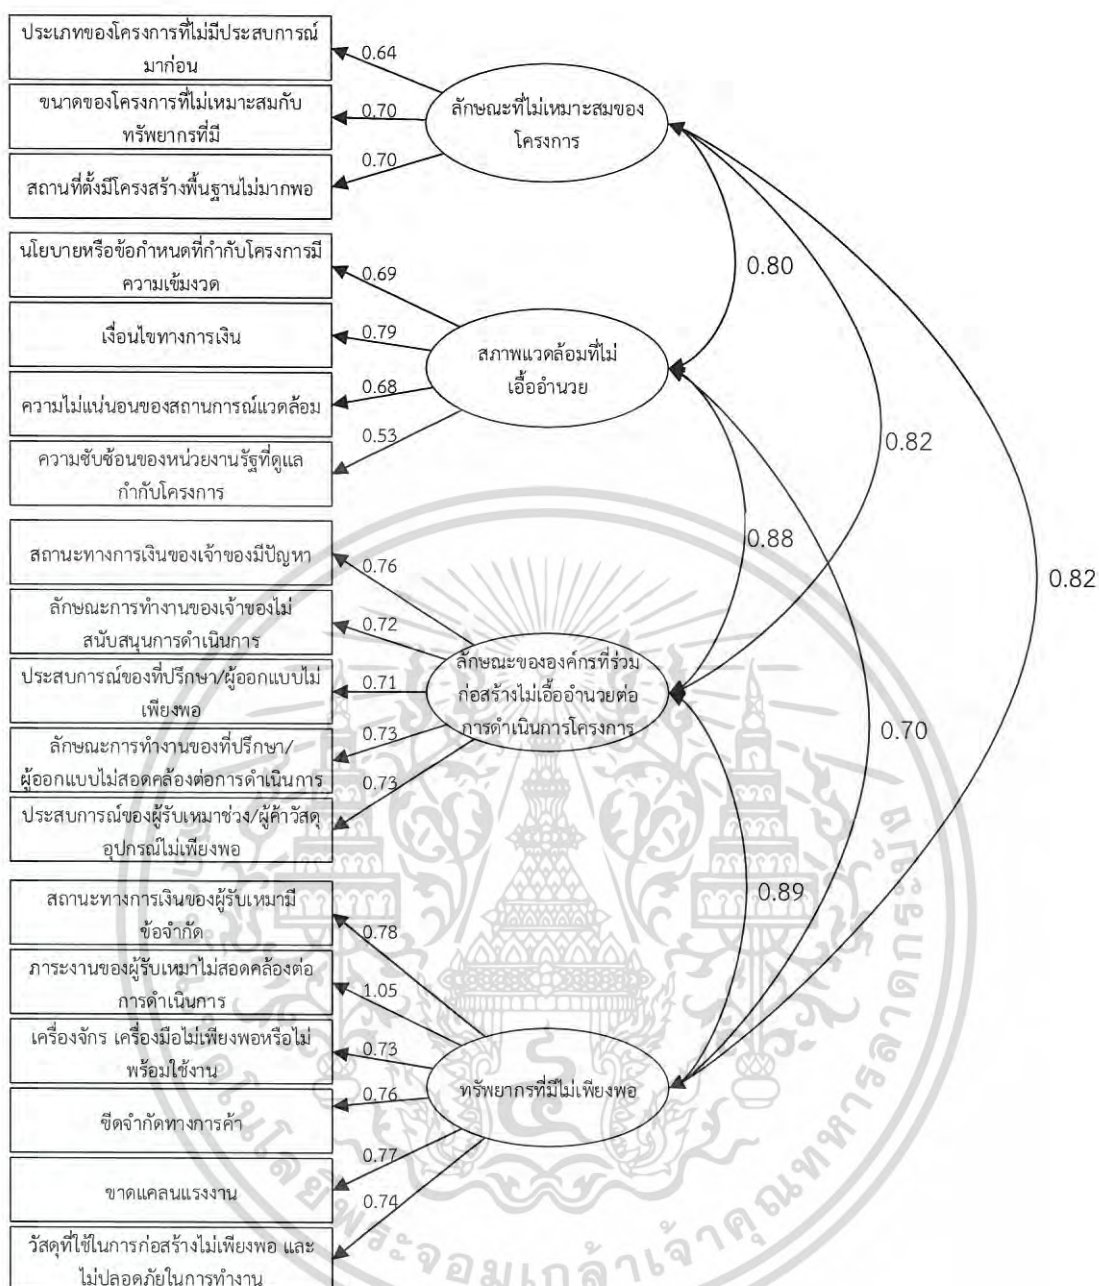 ประเภทของโครงการที่ไม่มีประสบการณ์
มาก่อน
0.64
ขนาดของโครงการที่ไม่เหมาะสมกับ
ทรัพยากรที่มี
0.70
สถานที่ตั้งมีโครงสร้างพื้นฐานไม่มากพอ
0.70
ลักษณะที่ไม่เหมาะสมของ
โครงการ
นโยบายหรือข้อกำหนดที่กำกับโครงการมี
ความเข้มงวด
0.69
เงื่อนไขทางการเงิน
0.79
ความไม่แน่นอนของสถานการณ์แวดล้อม
0.68
ความซับซ้อนของหน่วยงานรัฐที่ดูแล
กำกับโครงการ
0.53
สภาพแวดล้อมที่ไม่
เอื้ออำนวย
0.80
0.82
0.88
0.82
สถานะทางการเงินของเจ้าของมีปัญหา
0.76
ลักษณะการทำงานของเจ้าของไม่
สนับสนุนการดำเนินการ
0.72
ประสบการณ์ของที่ปรึกษา/ผู้ออกแบบไม่
เพียงพอ
0.71
ลักษณะการทำงานของที่ปรึกษา/
ผู้ออกแบบไม่สอดคล้องต่อการดำเนินการ
0.73
ประสบการณ์ของผู้รับเหมาช่วง/ผู้ค้าวัสดุ
อุปกรณ์ไม่เพียงพอ
0.73
ลักษณะขององค์กรที่ร่วม
ก่อสร้างไม่เอื้ออำนวยต่อ
การดำเนินการโครงการ
0.70
0.89
สถานะทางการเงินของผู้รับเหมามี
ข้อจำกัด
0.78
ภาระงานของผู้รับเหมาไม่สอดคล้องต่อ
การดำเนินการ
1.05
เครื่องจักร เครื่องมือไม่เพียงพอหรือไม่
พร้อมใช้งาน
0.73
ขีดจำกัดทางการค้า
0.76
ขาดแคลนแรงงาน
0.77
วัสดุที่ใช้ในการก่อสร้างไม่เพียงพอ และ
ไม่ปลอดภัยในการทำงาน
0.74
ทรัพยากรที่มีไม่เพียงพอ
พระจอมเกล้าเจ้าคุณทหารลาดกระบัง